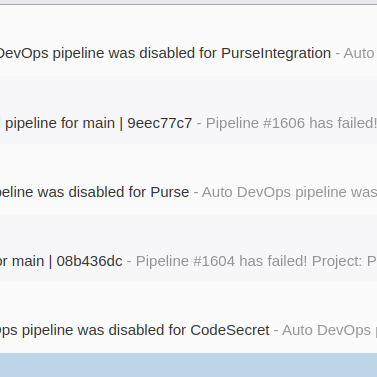 DevOps pipeline was disabled for PurseIntegration - Auto
pipeline for main | 9eec77c7 - Pipeline #1606 has failed!
peline was disabled for Purse - Auto DevOps pipeline was
or main | 08b436dc - Pipeline #1604 has failed! Project: P
Ops pipeline was disabled for CodeSecret - Auto DevOps